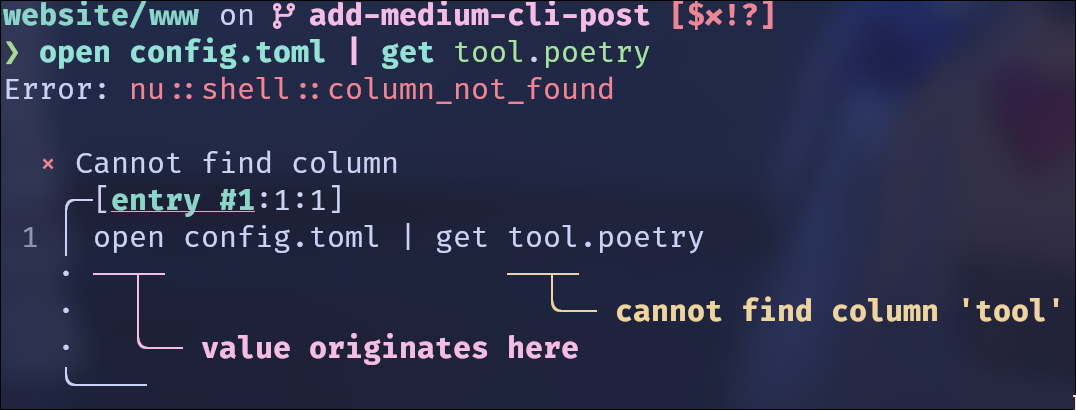 website/www on add-medium-cli-post [$×!?]
❯ open config.toml | get tool.poetry
Error: nu::shell::column_not_found
× Cannot find column
[entry #1:1:1]
1 open config.toml | get tool.poetry
cannot find column 'tool'
value originates here